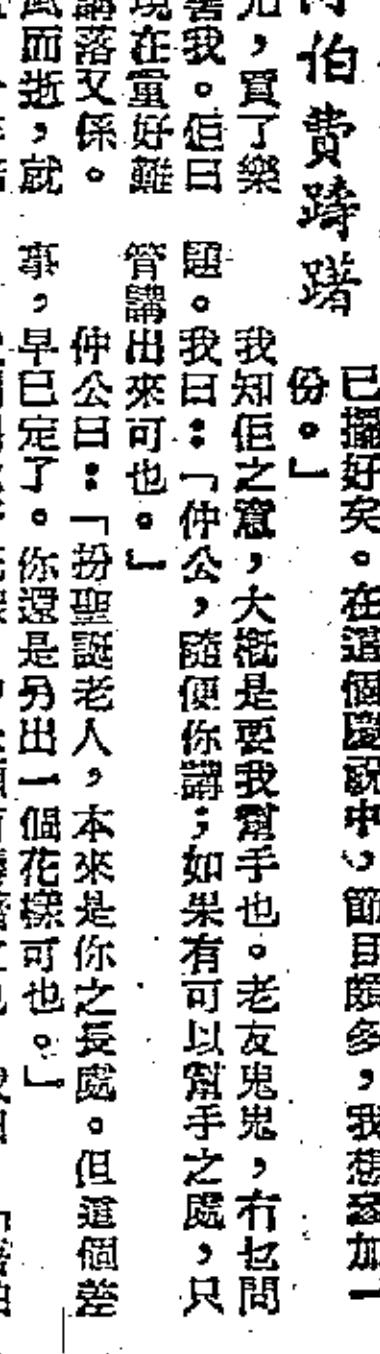 伯費躊躇
,買了樂
我。佢曰
在實好難
落又係。
而逝,就
已擺好矣。在這個慶祝中,節目頗多,我想參加一
份。」
我知佢之意,大概是要我幫手也。老友鬼鬼,冇乜問
題。我曰:「仲公,隨便你講;如果有可以幫手之處,只
管講出來可也。」
仲公曰:「扮聖誕老人,本來是你之長處。但這個差
事,早已定了。你還是另出一個花樣可也。」